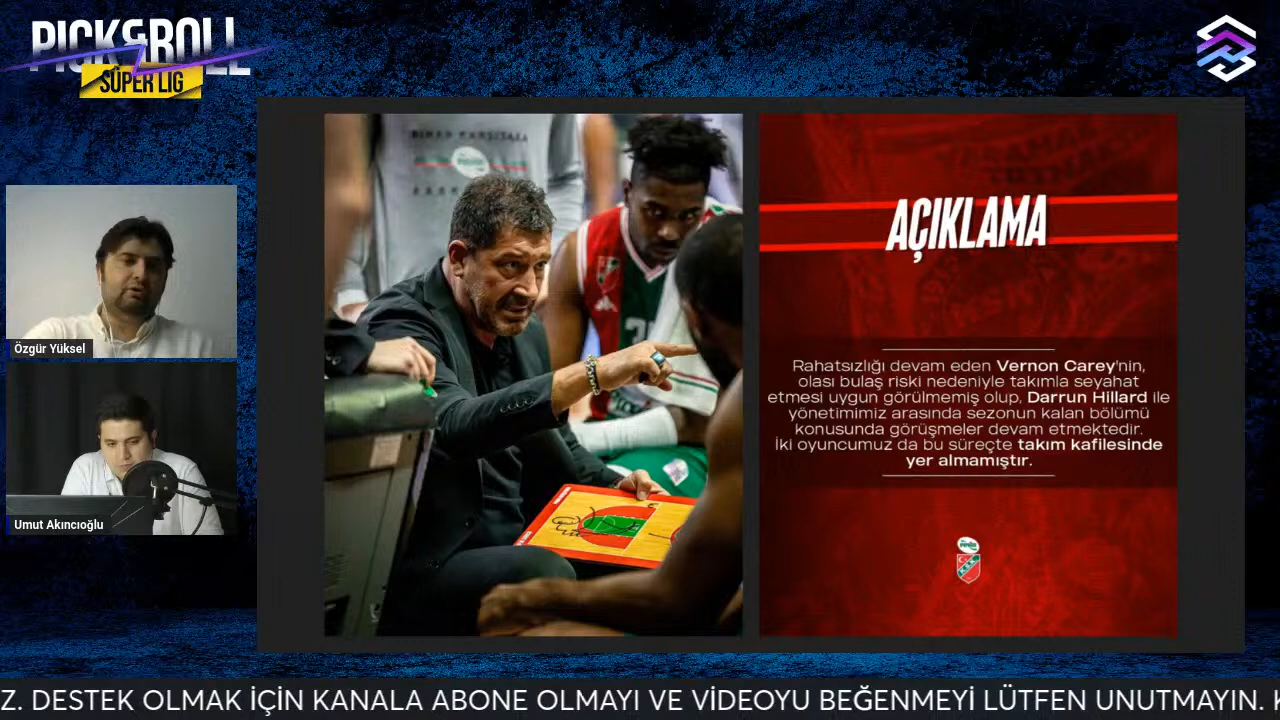 PICK&ROLL
SÜPER LIG
Özgür Yüksel
Umut Akıncıoğlu
AÇIKLAMA
Rahatsızlığı devam eden Vernon Carey'nin,
olası bulaş riski nedeniyle takımla seyahat
etmesi uygun görülmemiş olup, Darrun Hillard ile
yönetimimiz arasında sezonun kalan bölümü
konusunda görüşmeler devam etmektedir.
İki oyuncumuz da bu süreçte takım kafilesinde
yer almamıştır.
Z. DESTEK OLMAK İÇİN KANALA ABONE OLMAYI VE VİDEOYU BEĞENMEYİ LÜTFEN UNUTMAYIN.